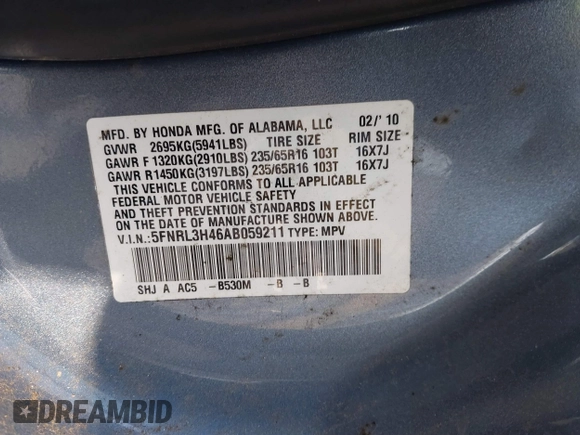 MFD. BY HONDA MFG. OF ALABAMA, LLC 02/'10
GVWR 2695KG(5941LBS) TIRE SIZE RIM SIZE
GAWR F 1320KG(2910LBS) 235/65R16 103T 16X7J
GAWR R 1450KG(3197LBS) 235/65R16 103T 16X7J
THIS VEHICLE CONFORMS TO ALL APPLICABLE
FEDERAL MOTOR VEHICLE SAFETY
AND THEFT PREVENTION STANDARDS IN EFFECT
ON THE DATE OF MANUFACTURE SHOWN ABOVE.
V.I.N.: 5FNRL3H46AB059211 TYPE: MPV
SHJ A AC5 -B530M -B -B
DREAMBID